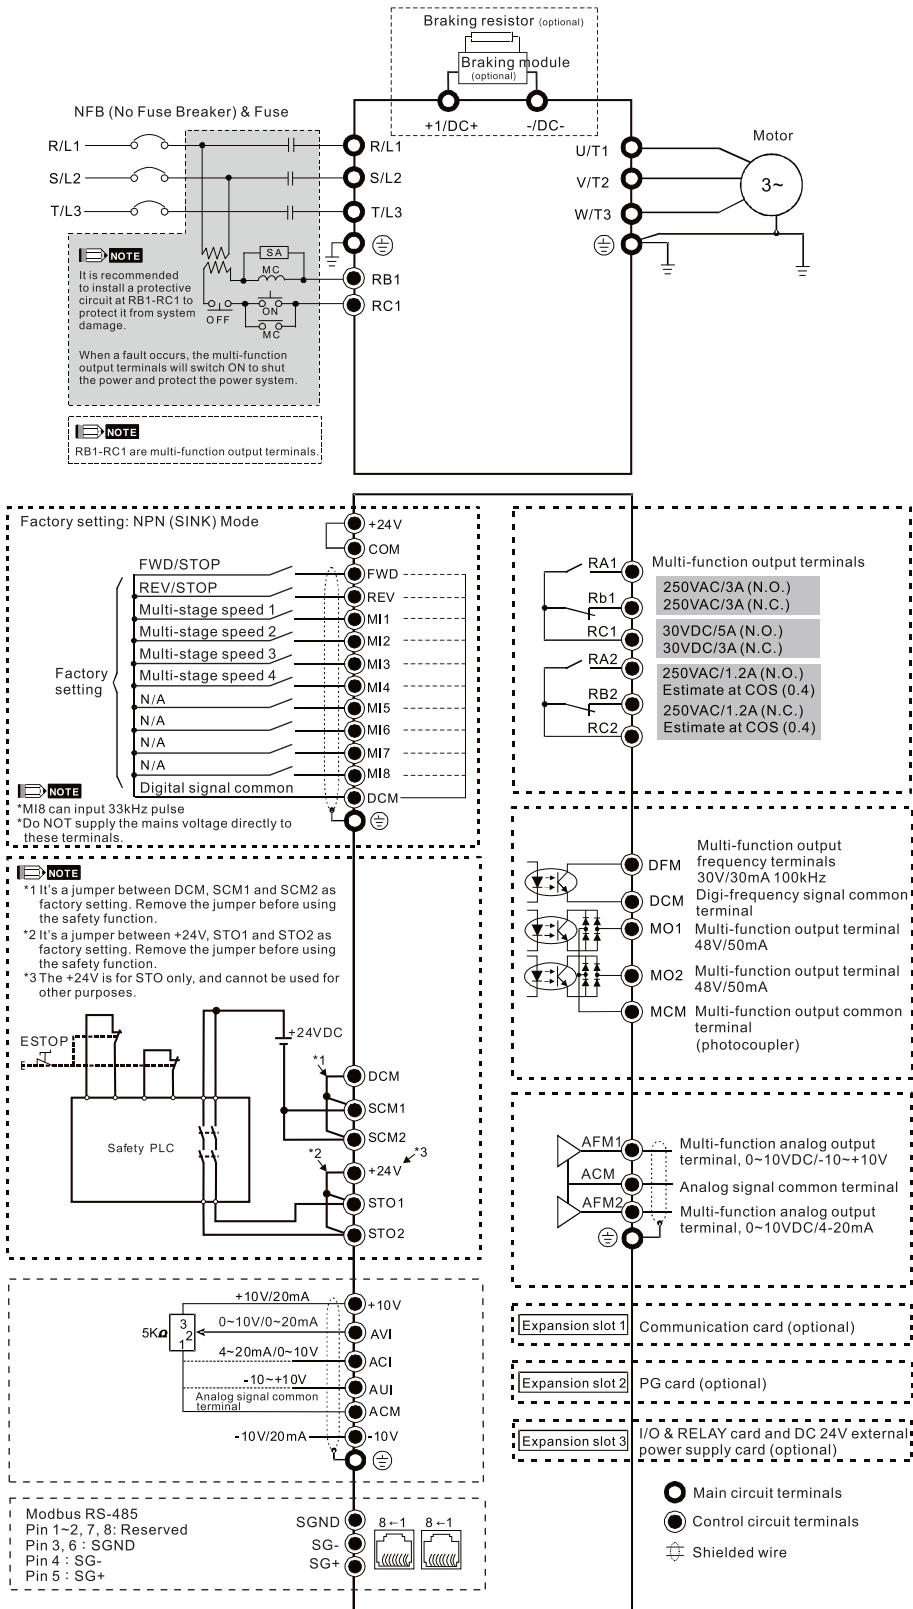 Braking resistor (optional)
Braking module
(optional)
+1/DC+
-/DC-
NFB (No Fuse Breaker) & Fuse
R/L1
S/L2
T/L3
R/L1
S/L2
T/L3
RB1
RC1
U/T1
V/T2
W/T3
Motor
3~
SA
MC
OFF
ON
MC
NOTE
It is recommended
to install a protective
circuit at RB1-RC1 to
protect it from system
damage.
When a fault occurs, the multi-function
output terminals will switch ON to shut
the power and protect the power system.
NOTE
RB1-RC1 are multi-function output terminals.
Factory setting: NPN (SINK) Mode
+24V
COM
FWD/STOP
FWD
REV/STOP
REV
Multi-stage speed 1
MI1
Multi-stage speed 2
MI2
Multi-stage speed 3
MI3
Multi-stage speed 4
MI4
N/A
MI5
N/A
MI6
N/A
MI7
N/A
MI8
Digital signal common
DCM
Factory
setting
NOTE
*MI8 can input 33kHz pulse
*Do NOT supply the mains voltage directly to
these terminals.
NOTE
*1 It's a jumper between DCM, SCM1 and SCM2 as
factory setting. Remove the jumper before using
the safety function.
*2 It's a jumper between +24V, STO1 and STO2 as
factory setting. Remove the jumper before using
the safety function.
*3 The +24V is for STO only, and cannot be used for
other purposes.
ESTOP
+24VDC
Safety PLC
*1
DCM
SCM1
SCM2
*2
+24V
*3
STO1
STO2
+10V/20mA
+10V
5KΩ
3
2
1
0~10V/0~20mA
AVI
4~20mA/0~10V
ACI
-10~+10V
AUI
Analog signal common
terminal
ACM
-10V/20mA
-10V
Modbus RS-485
Pin 1~2, 7, 8: Reserved
Pin 3, 6 : SGND
Pin 4 : SG-
Pin 5 : SG+
SGND
SG-
SG+
8←1
8←1
RA1
Rb1
RC1
RA2
RB2
RC2
Multi-function output terminals
250VAC/3A (N.O.)
250VAC/3A (N.C.)
30VDC/5A (N.O.)
30VDC/3A (N.C.)
250VAC/1.2A (N.O.)
Estimate at COS (0.4)
250VAC/1.2A (N.C.)
Estimate at COS (0.4)
DFM
Multi-function output
frequency terminals
30V/30mA 100kHz
DCM
Digi-frequency signal common
terminal
MO1
Multi-function output terminal
48V/50mA
MO2
Multi-function output terminal
48V/50mA
MCM
Multi-function output common
terminal
(photocoupler)
AFM1
Multi-function analog output
terminal, 0~10VDC/-10~+10V
ACM
Analog signal common terminal
AFM2
Multi-function analog output
terminal, 0~10VDC/4-20mA
Expansion slot 1
Communication card (optional)
Expansion slot 2
PG card (optional)
Expansion slot 3
I/O & RELAY card and DC 24V external
power supply card (optional)
Main circuit terminals
Control circuit terminals
Shielded wire